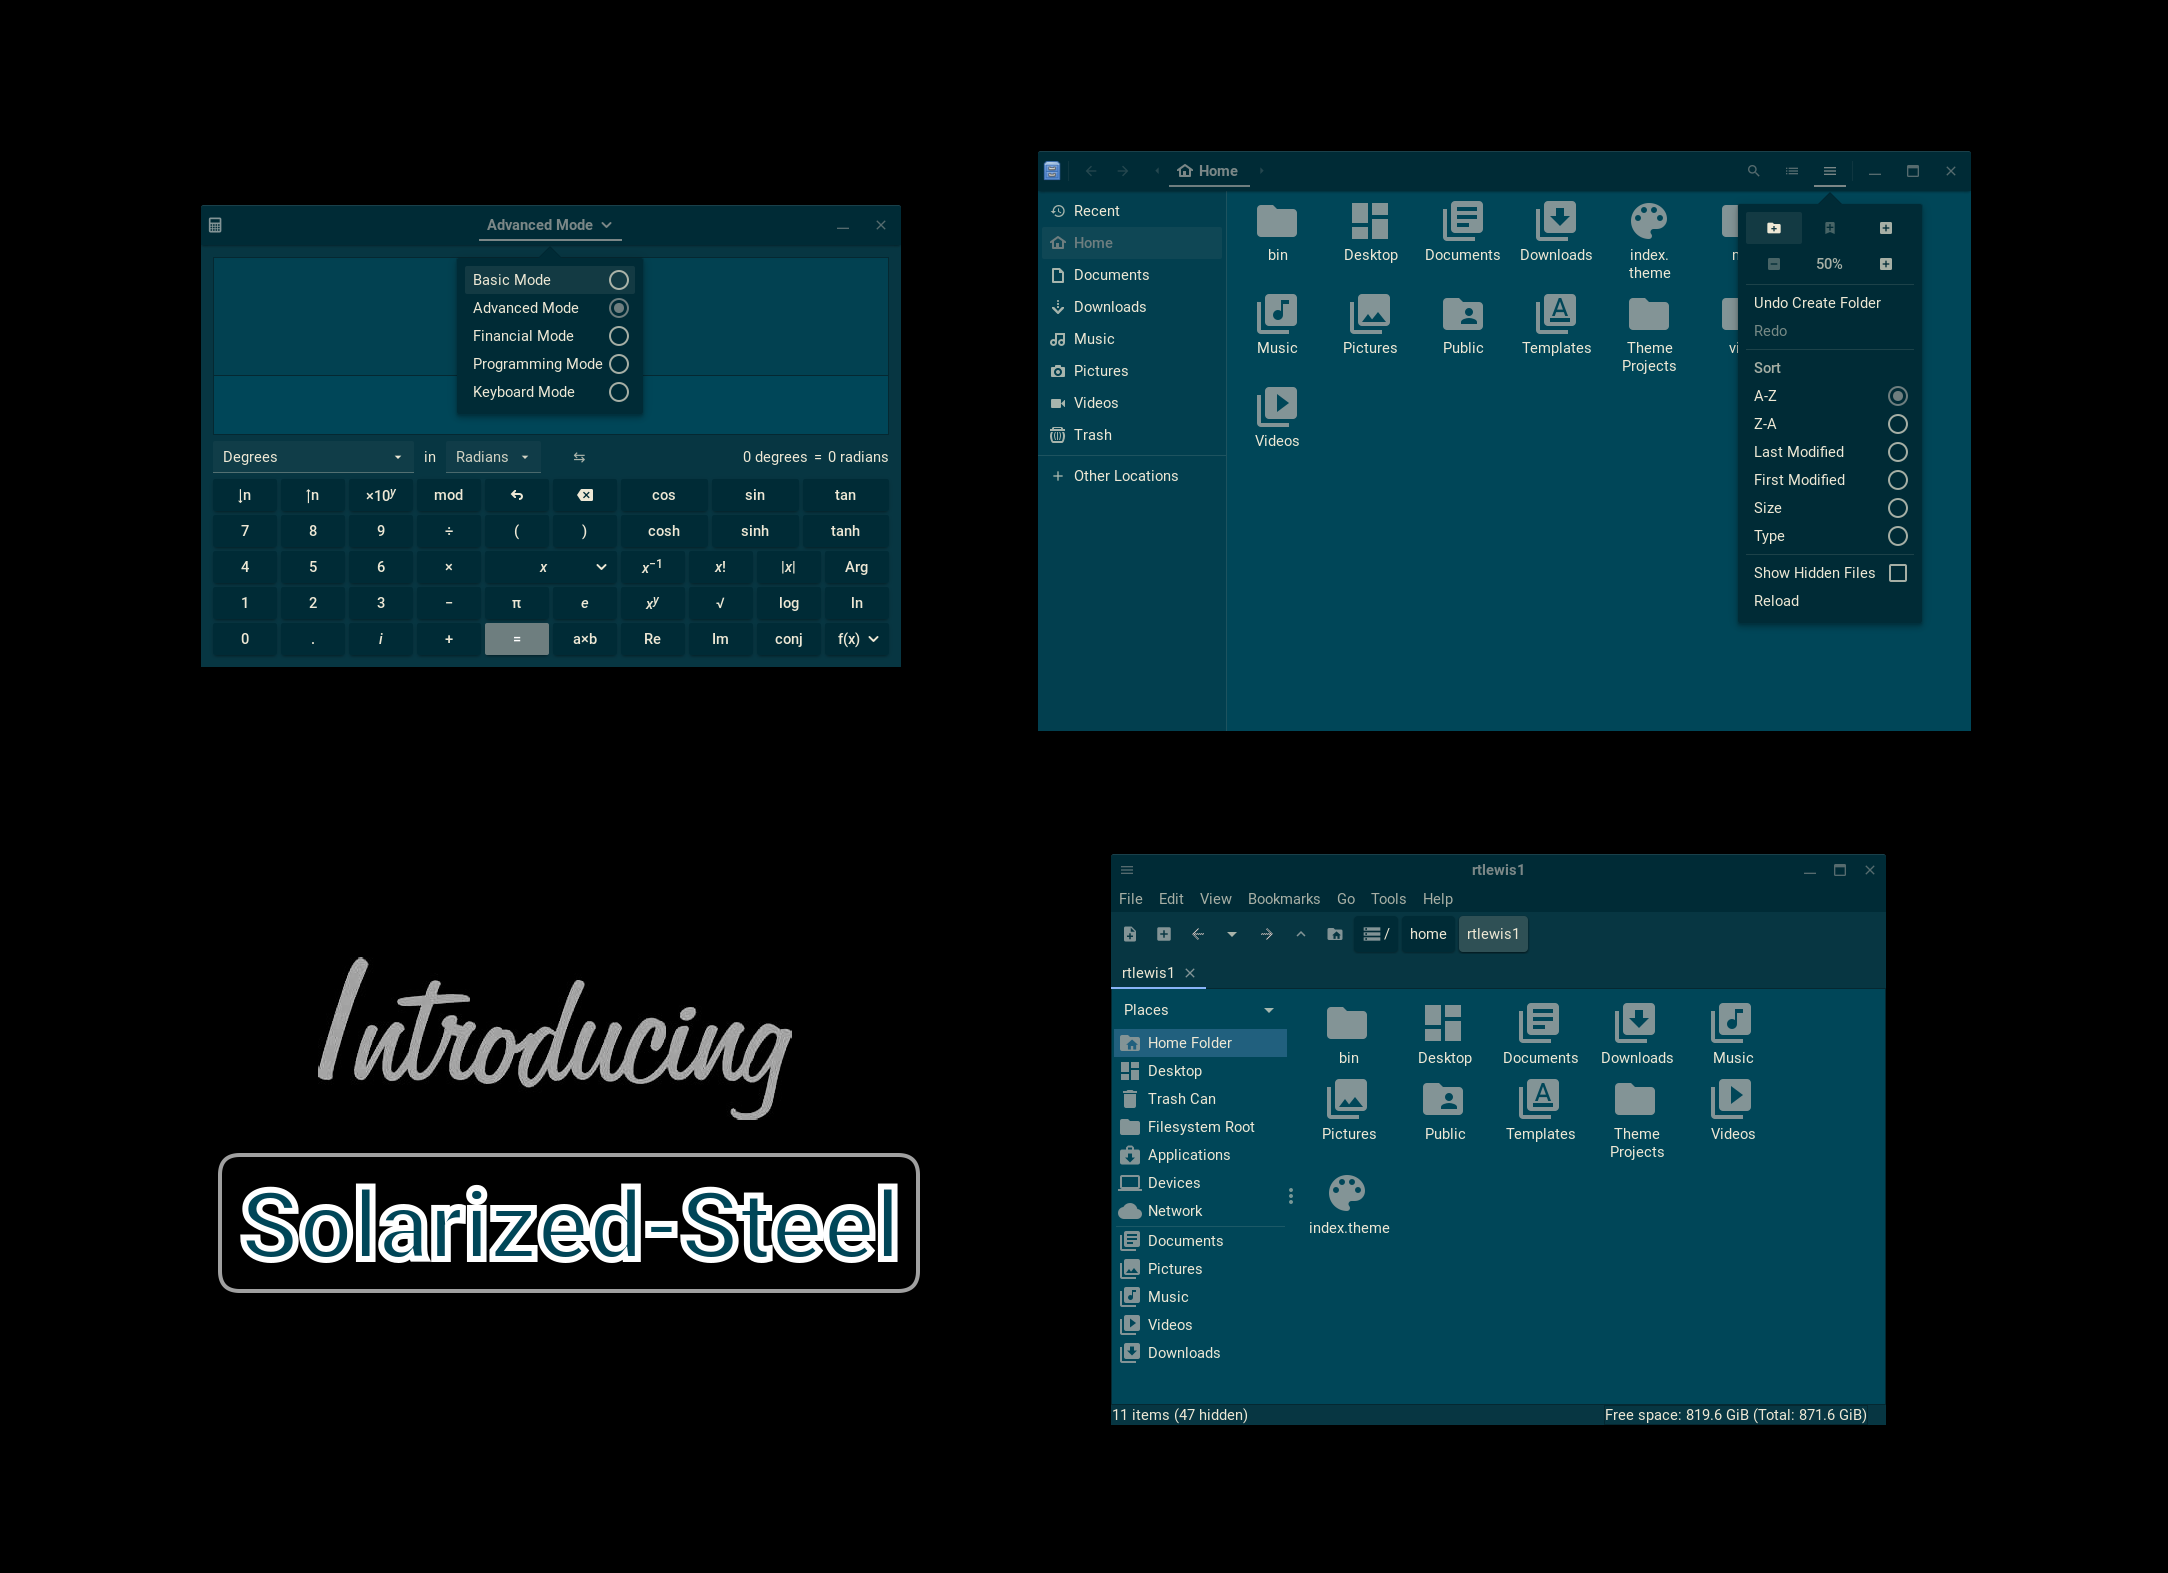 Advanced Mode
Basic Mode
Advanced Mode
Financial Mode
Programming Mode
Keyboard Mode
Degrees in Radians 0 degrees = 0 radians
↓n ↑n ×10ʸ mod cos sin tan
7 8 9 ÷ ( ) cosh sinh tanh
4 5 6 × x x⁻¹ x! |x| Arg
1 2 3 − π e xʸ √ log ln
0 . i + = a×b Re Im conj f(x)
Home
Recent
Home
Documents
Downloads
Music
Pictures
Videos
Trash
Other Locations
bin Desktop Documents Downloads index.
theme
Music Pictures Public Templates Theme
Projects
Videos
50%
Undo Create Folder
Redo
Sort
A-Z
Z-A
Last Modified
First Modified
Size
Type
Show Hidden Files
Reload
Introducing
Solarized-Steel
rtlewis1
File Edit View Bookmarks Go Tools Help
/ home rtlewis1
rtlewis1
Places
Home Folder
Desktop
Trash Can
Filesystem Root
Applications
Devices
Network
Documents
Pictures
Music
Videos
Downloads
bin Desktop Documents Downloads Music
Pictures Public Templates Theme Videos
Projects
index.theme
11 items (47 hidden) Free space: 819.6 GiB (Total: 871.6 GiB)